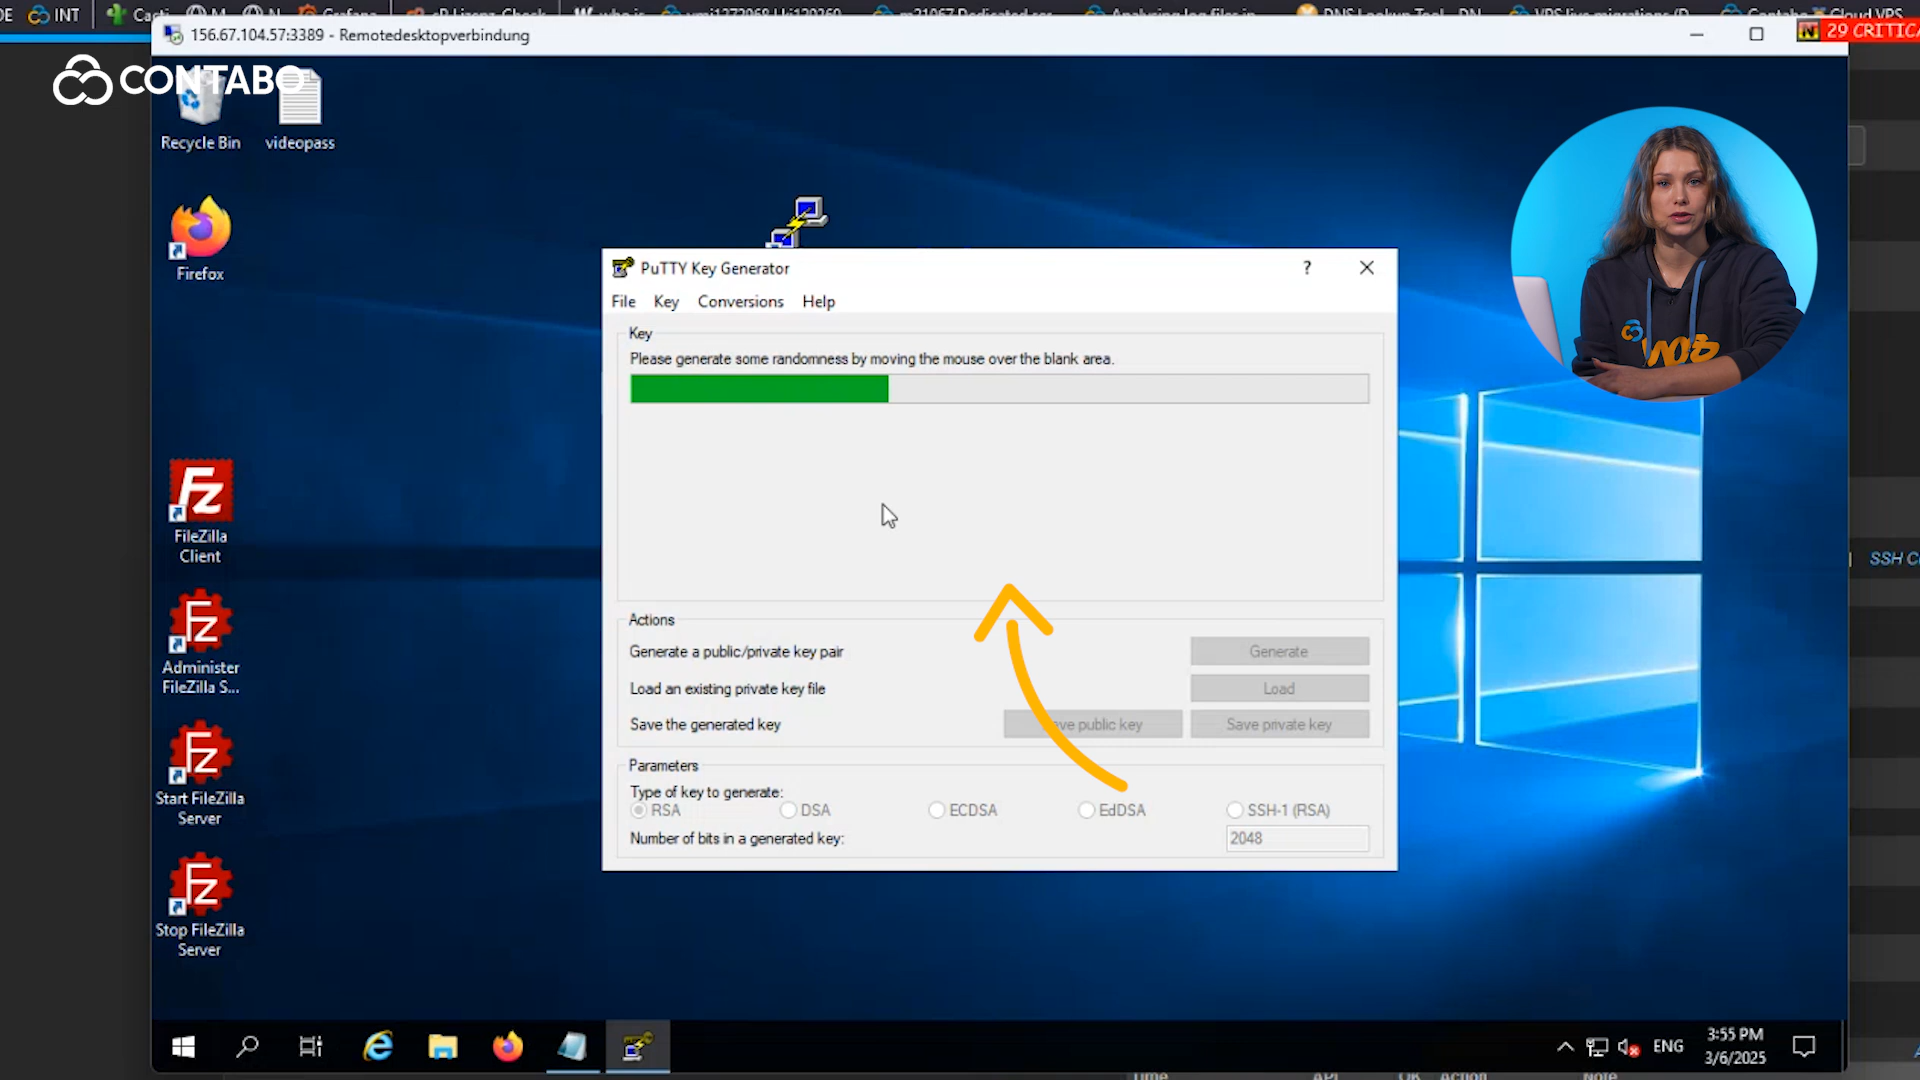 INT
Cacti
Grafana
156.67.104.57:3389 - Remotedesktopverbindung
29 CRITICA
CONTABO
Recycle Bin
videopass
Firefox
PuTTY Key Generator
File Key Conversions Help
Key
Please generate some randomness by moving the mouse over the blank area.
FileZilla
Client
SSH
Actions
Generate a public/private key pair
Generate
Load an existing private key file
Load
Save the generated key
public key
Save private key
Administer
FileZilla S...
Parameters
Type of key to generate:
RSA
DSA
ECDSA
EdDSA
SSH-1 (RSA)
Number of bits in a generated key:
2048
Start FileZilla
Server
Stop FileZilla
Server
ENG
3:55 PM
3/6/2025